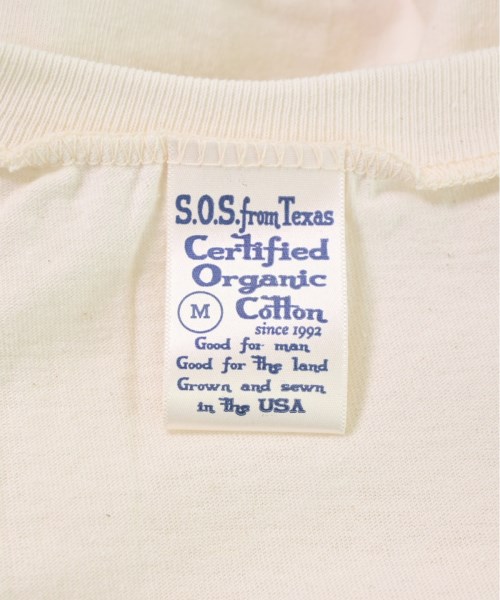 S.O.S.from Texas
Certified
Organic
M Cotton
since 1992
Good for man
Good for the land
Grown and sewn
in the USA